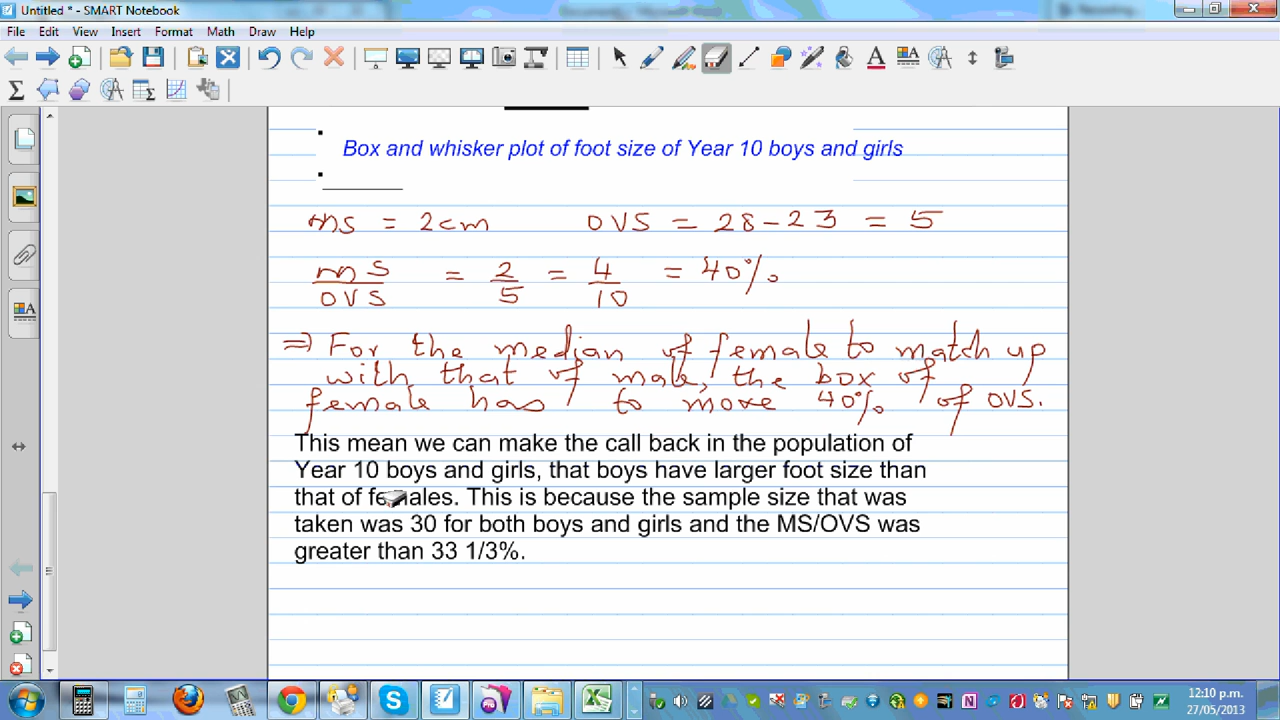 Untitled * - SMART Notebook
File Edit View Insert Format Math Draw Help
Box and whisker plot of foot size of Year 10 boys and girls
MS = 2cm OVS = 28 - 23 = 5
MS/OVS = 2/5 = 4/10 = 40%
⇒ For the median of female to match up
with that of male, the box of
female has to move 40% of OVS.
This mean we can make the call back in the population of
Year 10 boys and girls, that boys have larger foot size than
that of females. This is because the sample size that was
taken was 30 for both boys and girls and the MS/OVS was
greater than 33 1/3%.
12:10 p.m.
27/05/2013